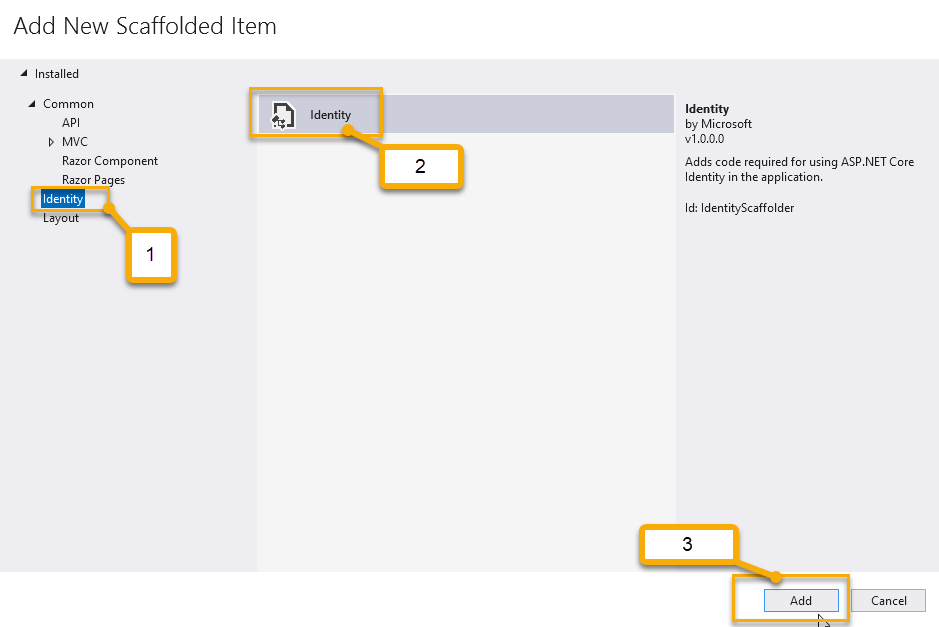 Add New Scaffolded Item
Installed
Common
API
MVC
Razor Component
Razor Pages
Identity
Layout
1
Identity
2
Identity
by Microsoft
v1.0.0.0
Adds code required for using ASP.NET Core
Identity in the application.
Id: IdentityScaffolder
3
Add
Cancel